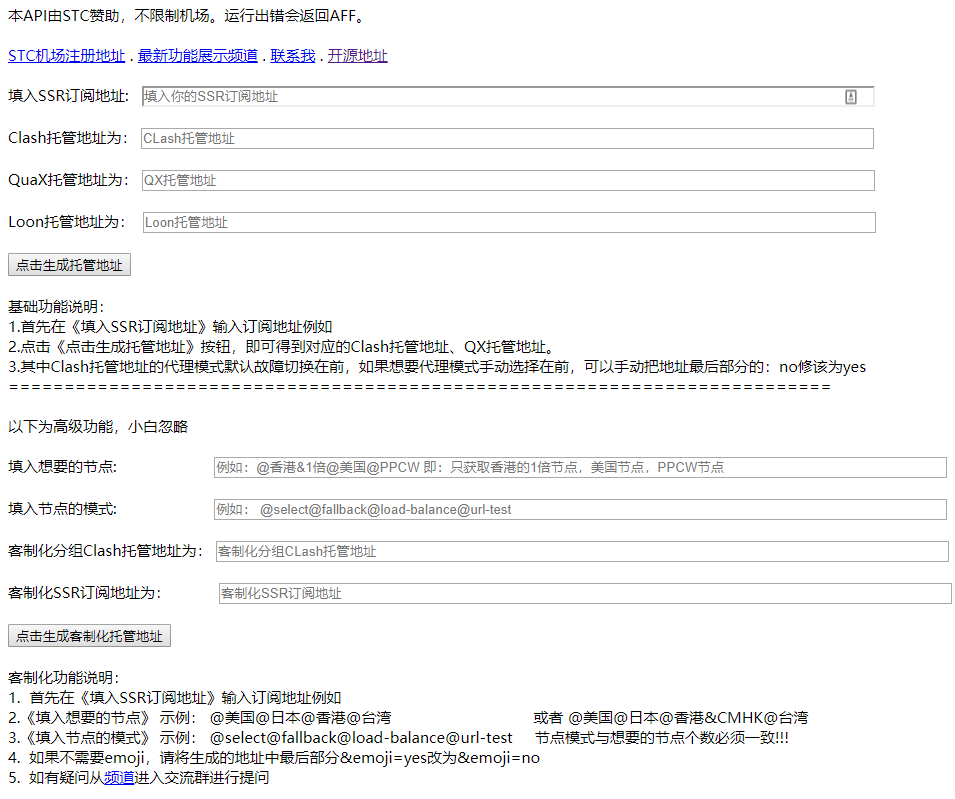 本API由STC赞助，不限制机场。运行出错会返回AFF。
STC机场注册地址 . 最新功能展示频道 . 联系我 . 开源地址
填入SSR订阅地址: 填入你的SSR订阅地址
Clash托管地址为： CLash托管地址
QuaX托管地址为： QX托管地址
Loon托管地址为： Loon托管地址
点击生成托管地址
基础功能说明：
1.首先在《填入SSR订阅地址》输入订阅地址例如
2.点击《点击生成托管地址》按钮，即可得到对应的Clash托管地址、QX托管地址。
3.其中Clash托管地址的代理模式默认故障切换在前，如果想要代理模式手动选择在前，可以手动把地址最后部分的：no修该为yes
==========================================================================
以下为高级功能，小白忽略
填入想要的节点: 例如：@香港&1倍@美国@PPCW 即：只获取香港的1倍节点，美国节点，PPCW节点
填入节点的模式: 例如： @select@fallback@load-balance@url-test
客制化分组Clash托管地址为： 客制化分组CLash托管地址
客制化SSR订阅地址为： 客制化SSR订阅地址
点击生成客制化托管地址
客制化功能说明：
1. 首先在《填入SSR订阅地址》输入订阅地址例如
2.《填入想要的节点》 示例： @美国@日本@香港@台湾 或者 @美国@日本@香港&CMHK@台湾
3.《填入节点的模式》 示例： @select@fallback@load-balance@url-test 节点模式与想要的节点个数必须一致!!!
4. 如果不需要emoji，请将生成的地址中最后部分&emoji=yes改为&emoji=no
5. 如有疑问从频道进入交流群进行提问